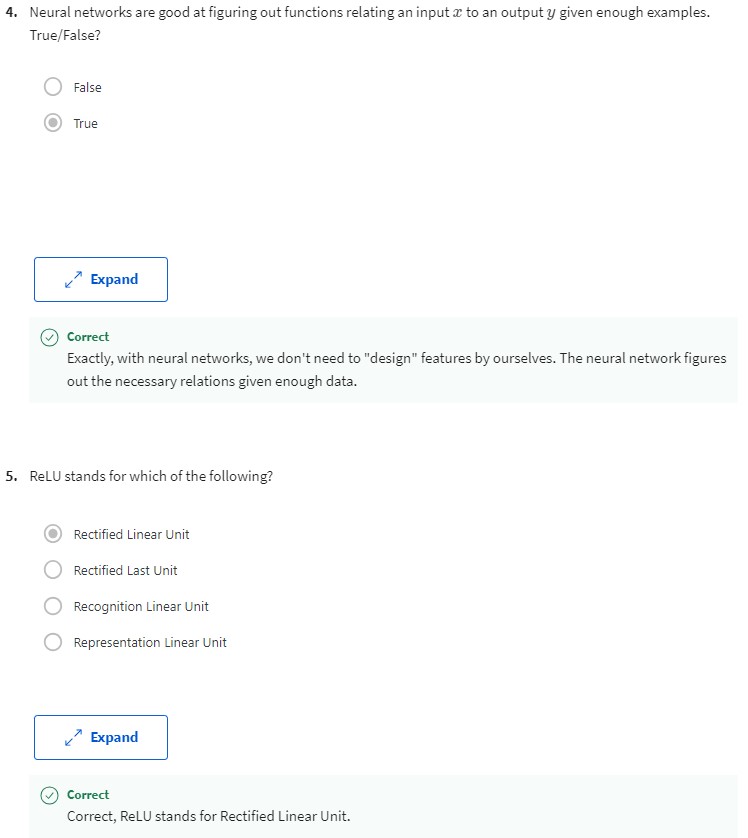 4. Neural networks are good at figuring out functions relating an input x to an output y given enough examples.
True/False?
False
True
Expand
Correct
Exactly, with neural networks, we don't need to "design" features by ourselves. The neural network figures
out the necessary relations given enough data.
5. ReLU stands for which of the following?
Rectified Linear Unit
Rectified Last Unit
Recognition Linear Unit
Representation Linear Unit
Expand
Correct
Correct, ReLU stands for Rectified Linear Unit.